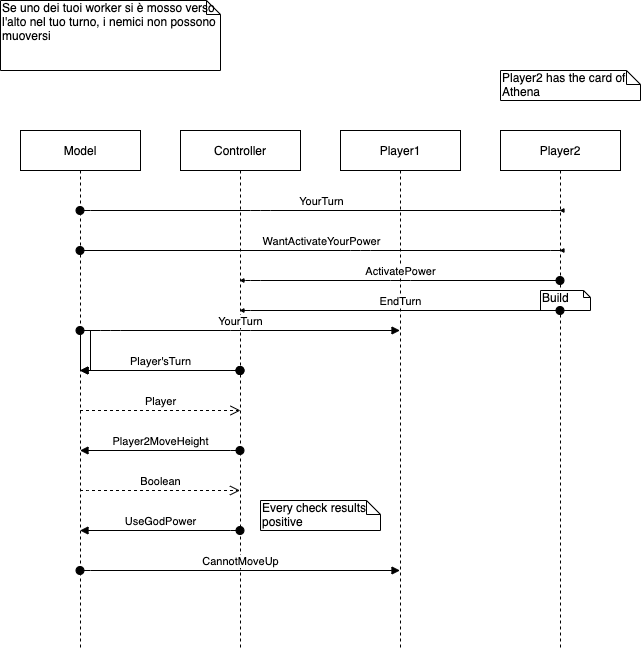 Se uno dei tuoi worker si è mosso verso
l'alto nel tuo turno, i nemici non possono
muoversi
Player2 has the card of
Athena
Model
Controller
Player1
Player2
YourTurn
WantActivateYourPower
ActivatePower
Build
EndTurn
YourTurn
Player'sTurn
Player
Player2MoveHeight
Boolean
Every check results
positive
UseGodPower
CannotMoveUp